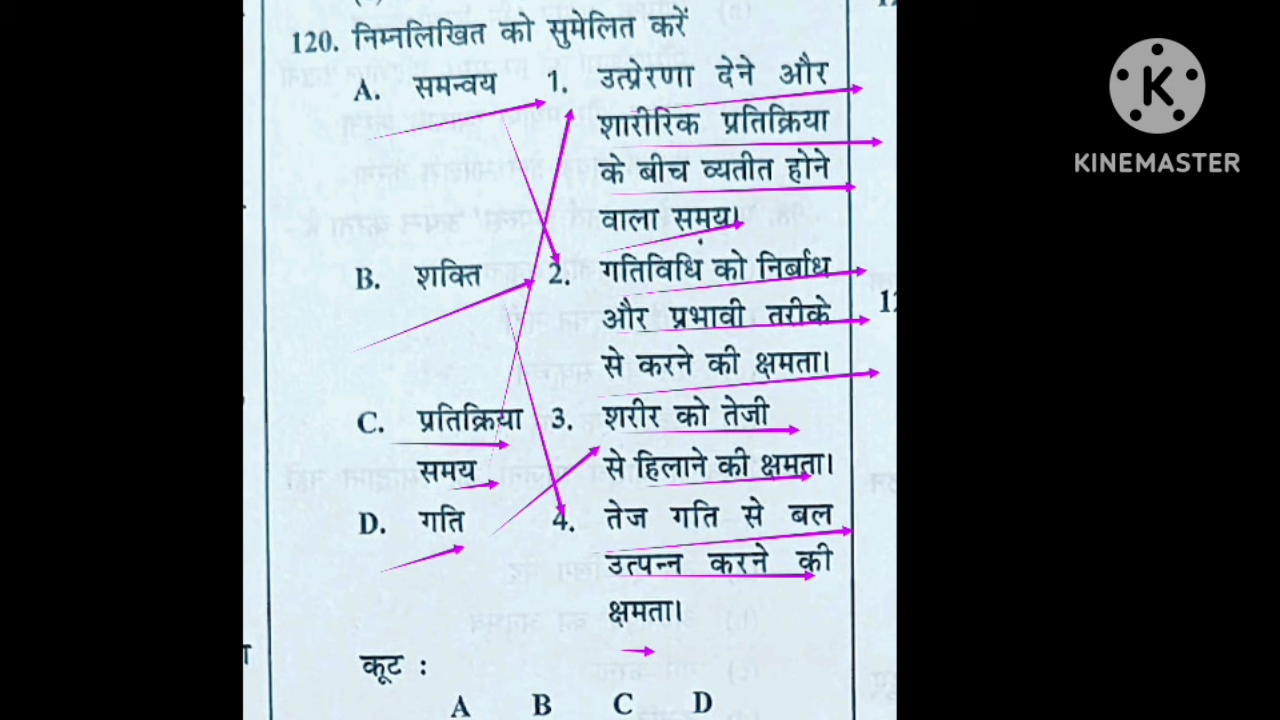 120. निम्नलिखित को सुमेलित करें
A. समन्वय 1. उत्प्रेरणा देने और
शारीरिक प्रतिक्रिया
के बीच व्यतीत होने
वाला समय।
B. शक्ति 2. गतिविधि को निर्बाध
और प्रभावी तरीके
से करने की क्षमता।
C. प्रतिक्रिया 3. शरीर को तेजी
समय से हिलाने की क्षमता।
D. गति 4. तेज गति से बल
उत्पन्न करने की
क्षमता।
कूट :
A B C D
K
KINEMASTER